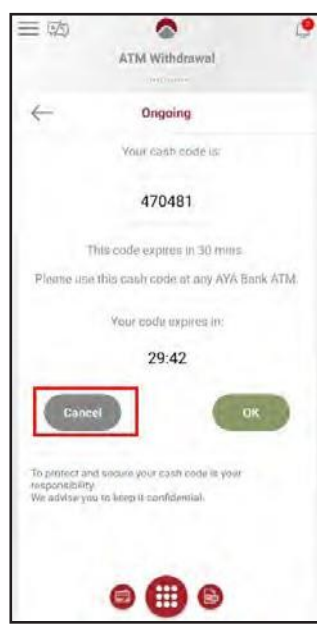 ATM Withdrawal
Ongoing
Your cash code is:
470481
This code expires in 30 mins.
Please use this cash code at any AYA Bank ATM.
Your code expires in:
29:42
Cancel
OK
To protect and secure your cash code is your
responsibility.
We advise you to keep it confidential.